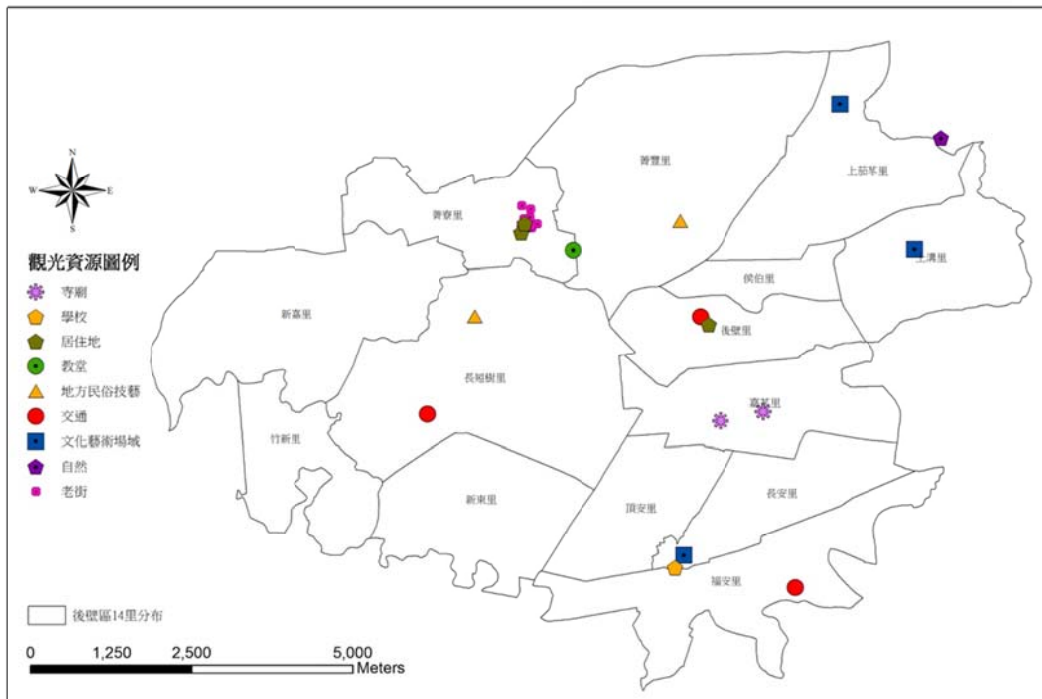 N
W
E
S
觀光資源圖例
寺廟
學校
居住地
教堂
地方民俗技藝
交通
文化藝術場域
自然
老街
後壁區14里分布
0
1,250
2,500
5,000
Meters
菁豐里
上茄苳里
菁寮里
土溝里
侯伯里
新嘉里
後壁里
長短樹里
嘉苳里
竹新里
長安里
新東里
頂安里
福安里